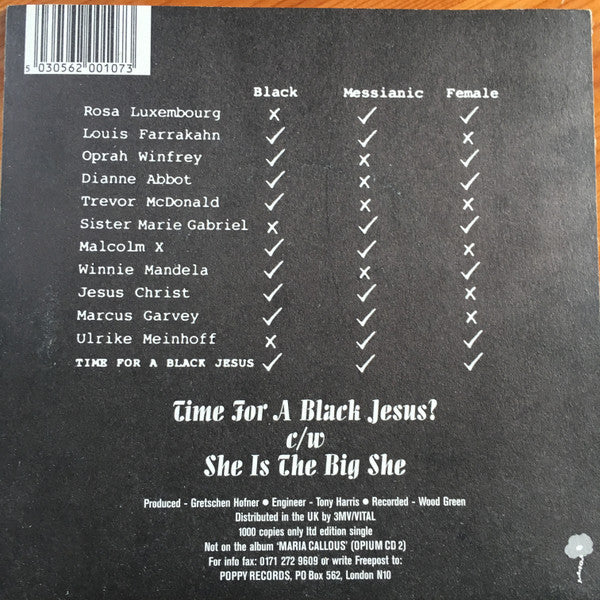 5 030562 001073
Black Messianic Female
Rosa Luxembourg ✗ ✓ ✓
Louis Farrakahn ✓ ✓ ✗
Oprah Winfrey ✓ ✗ ✓
Dianne Abbot ✓ ✗ ✓
Trevor McDonald ✓ ✗ ✗
Sister Marie Gabriel ✗ ✓ ✓
Malcolm X ✓ ✓ ✗
Winnie Mandela ✓ ✗ ✓
Jesus Christ ✓ ✓ ✗
Marcus Garvey ✓ ✓ ✗
Ulrike Meinhoff ✗ ✓ ✓
TIME FOR A BLACK JESUS ✓ ✓ ✓
Time For A Black Jesus?
c/w
She Is The Big She
Produced - Gretschen Hofner ● Engineer - Tony Harris ● Recorded - Wood Green
Distributed in the UK by 3MV/VITAL
1000 copies only ltd edition single
Not on the album 'MARIA CALLOUS' (OPIUM CD 2)
For info fax: 0171 272 9609 or write Freepost to:
POPPY RECORDS, PO Box 562, London N10